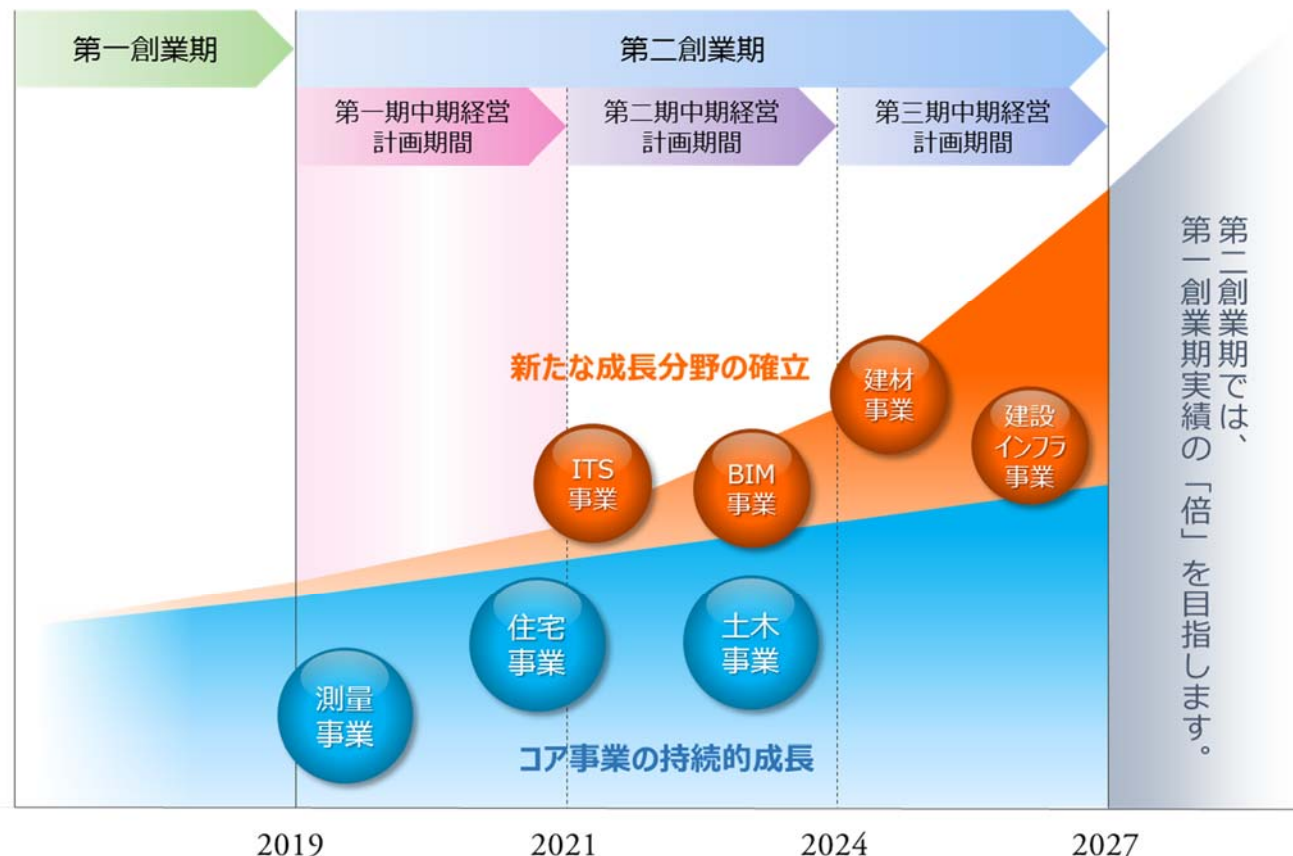 第一創業期
第二創業期
第一期中期経営
計画期間
第二期中期経営
計画期間
第三期中期経営
計画期間
新たな成長分野の確立
ITS
事業
BIM
事業
建材
事業
建設
インフラ
事業
住宅
事業
土木
事業
測量
事業
コア事業の持続的成長
第二創業期では、
第一創業期実績の「倍」を目指します。
2019
2021
2024
2027